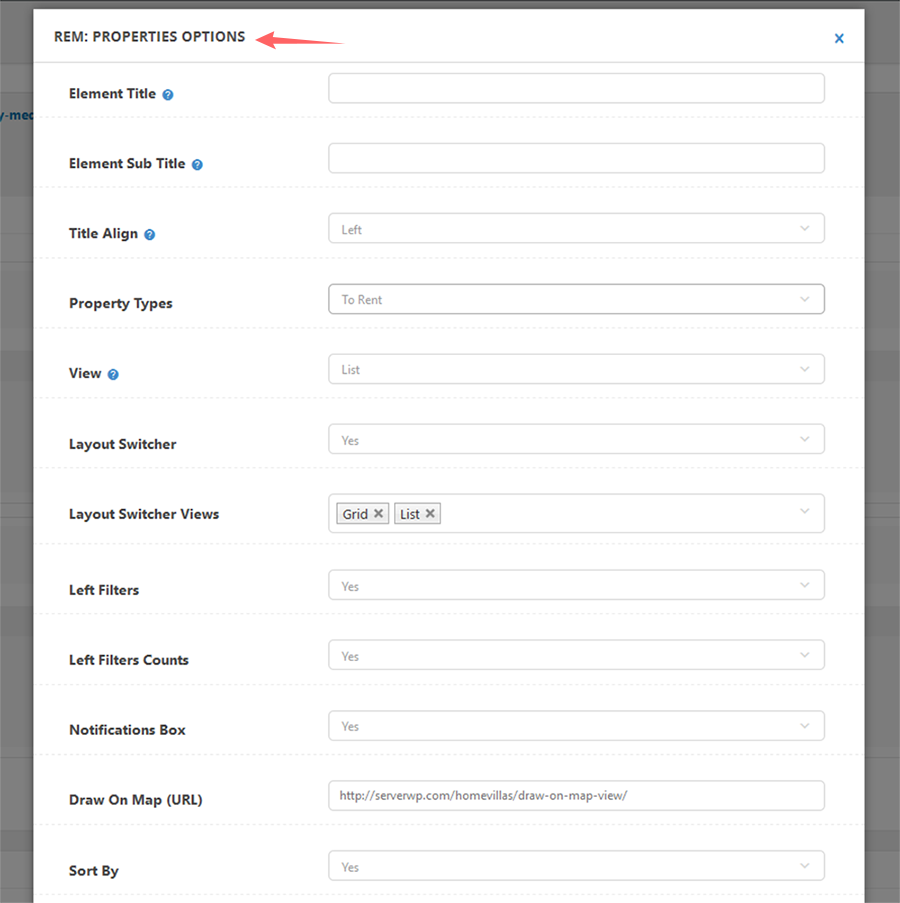 REM: PROPERTIES OPTIONS
Element Title
Element Sub Title
Title Align
Left
Property Types
To Rent
View
List
Layout Switcher
Yes
Layout Switcher Views
Grid List
Left Filters
Yes
Left Filters Counts
Yes
Notifications Box
Yes
Draw On Map (URL)
http://serverwp.com/homevillas/draw-on-map-view/
Sort By
Yes